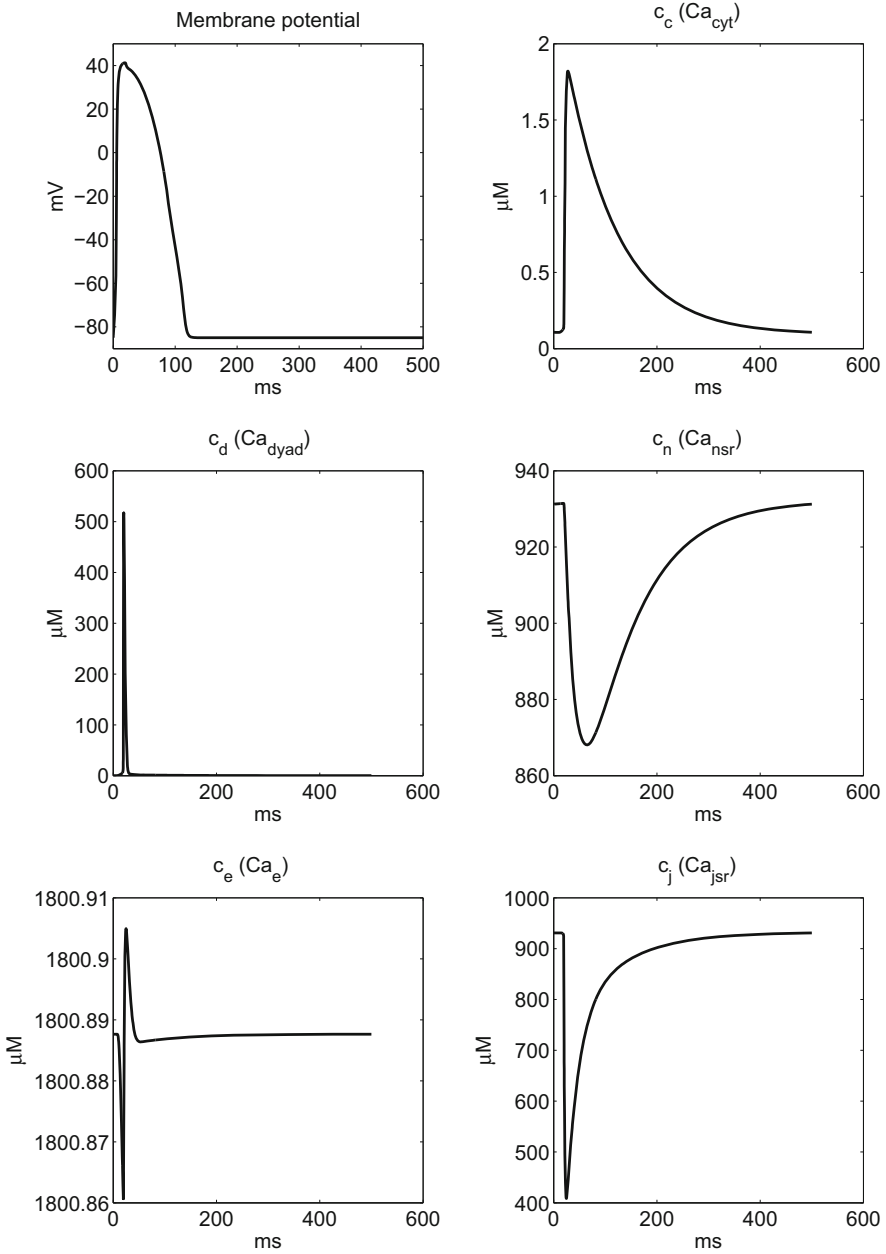 Membrane potential
40
20
0
−20
−40
−60
−80
mV
0 100 200 300 400 500
ms
c_c (Ca_cyt)
2
1.5
1
0.5
0
μM
0 200 400 600
ms
c_d (Ca_dyad)
600
500
400
300
200
100
0
μM
0 200 400 600
ms
c_n (Ca_nsr)
940
920
900
880
860
μM
0 200 400 600
ms
c_e (Ca_e)
1800.91
1800.9
1800.89
1800.88
1800.87
1800.86
μM
0 200 400 600
ms
c_j (Ca_jsr)
1000
900
800
700
600
500
400
μM
0 200 400 600
ms